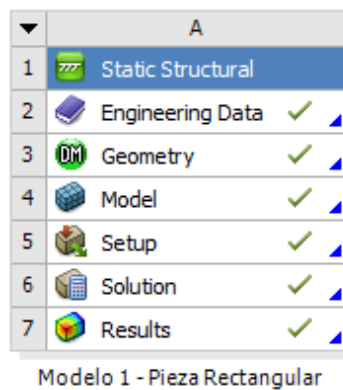 A
1 Static Structural
2 Engineering Data
3 DM Geometry
4 Model
5 Setup
6 Solution
7 Results
Modelo 1 - Pieza Rectangular